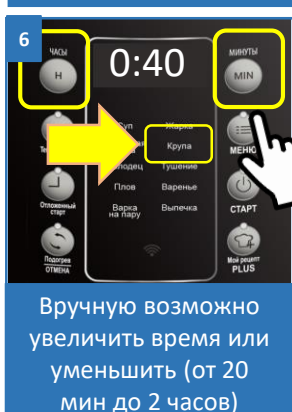 6
ЧАСЫ
H
0:40
МИНУТЫ
MIN
Суп
Жарка
Крупа
МЕНЮ
Тушение
Плов
Варенье
Отложенный
старт
СТАРТ
Варка
на пару
Выпечка
Подогрев
ОТМЕНА
Мой рецепт
PLUS
Вручную возможно
увеличить время или
уменьшить (от 20
мин до 2 часов)